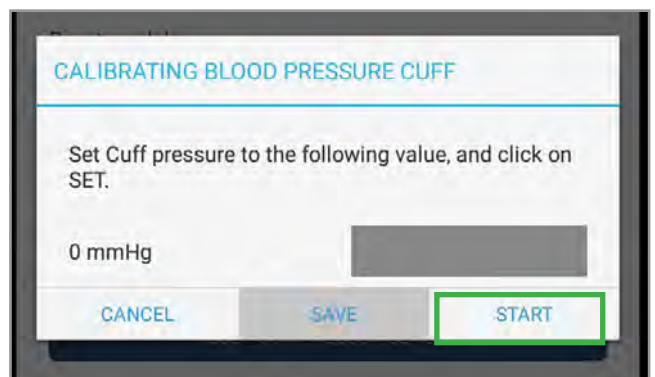 CALIBRATING BLOOD PRESSURE CUFF
Set Cuff pressure to the following value, and click on
SET.
0 mmHg
CANCEL SAVE START